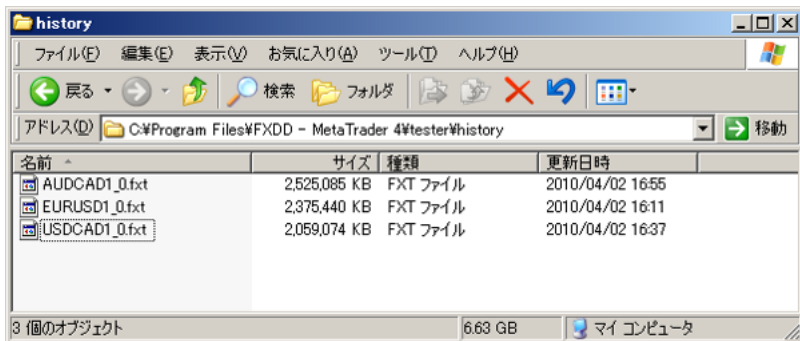 history
ファイル(F) 編集(E) 表示(V) お気に入り(A) ツール(T) ヘルプ(H)
戻る 検索 フォルダ
アドレス(D) C:¥Program Files¥FXDD - MetaTrader 4¥tester¥history 移動
名前 サイズ 種類 更新日時
AUDCAD1_0.fxt 2,525,085 KB FXT ファイル 2010/04/02 16:55
EURUSD1_0.fxt 2,375,440 KB FXT ファイル 2010/04/02 16:11
USDCAD1_0.fxt 2,059,074 KB FXT ファイル 2010/04/02 16:37
3 個のオブジェクト 6.63 GB マイ コンピュータ